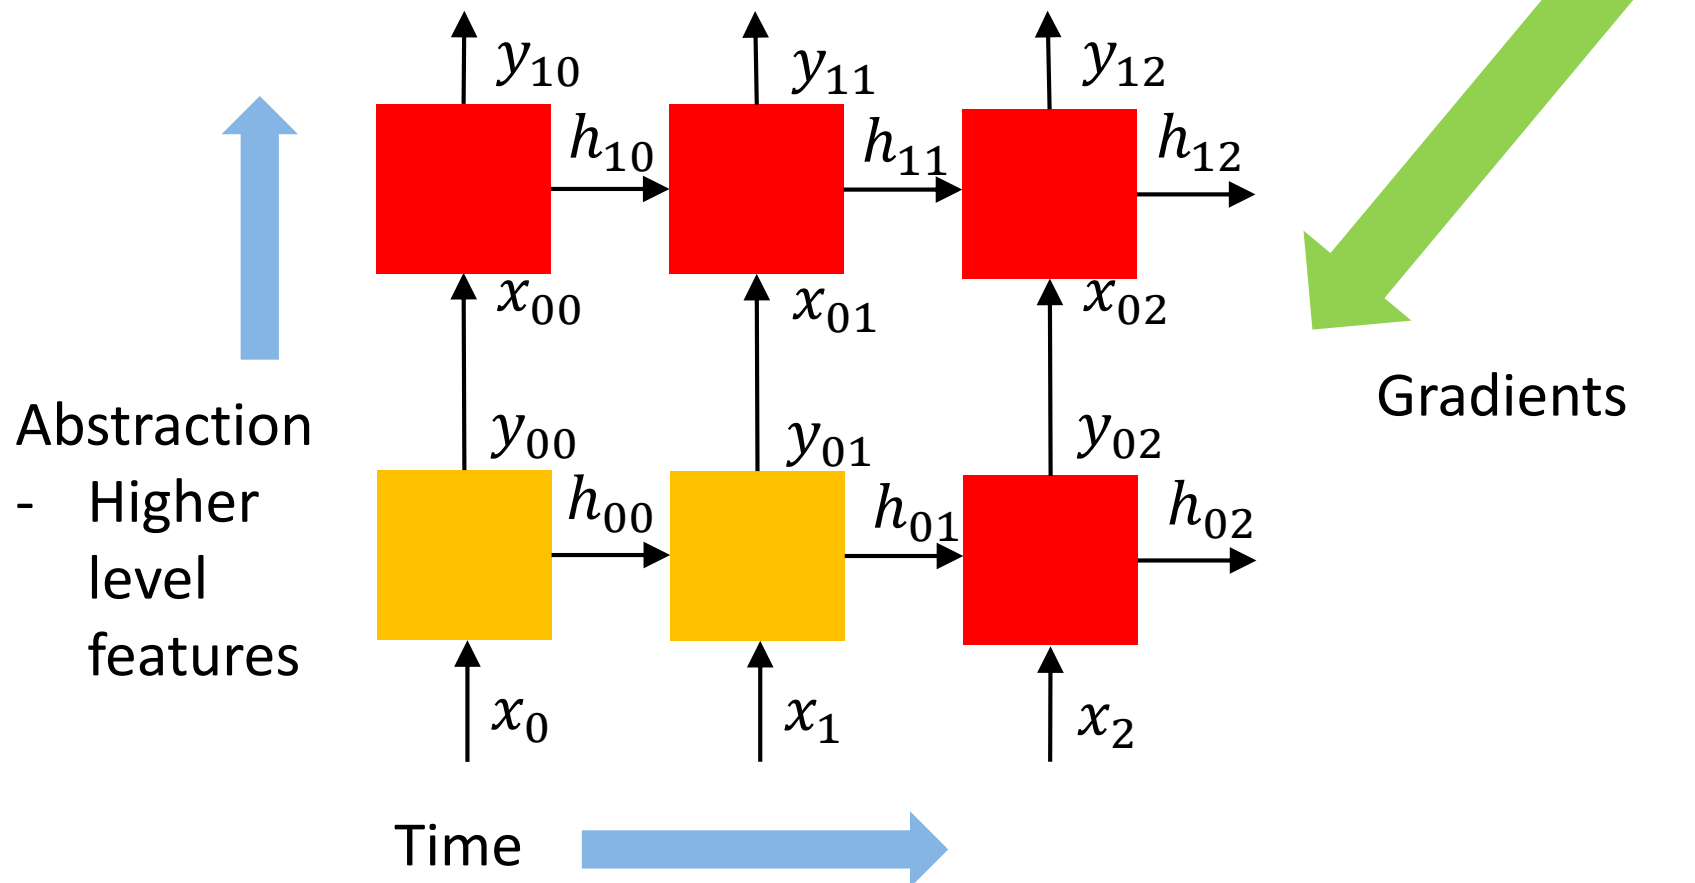 y₁₀ y₁₁ y₁₂
h₁₀ h₁₁ h₁₂
x₀₀ x₀₁ x₀₂
Gradients
Abstraction
- Higher
level
features
y₀₀ y₀₁ y₀₂
h₀₀ h₀₁ h₀₂
x₀ x₁ x₂
Time